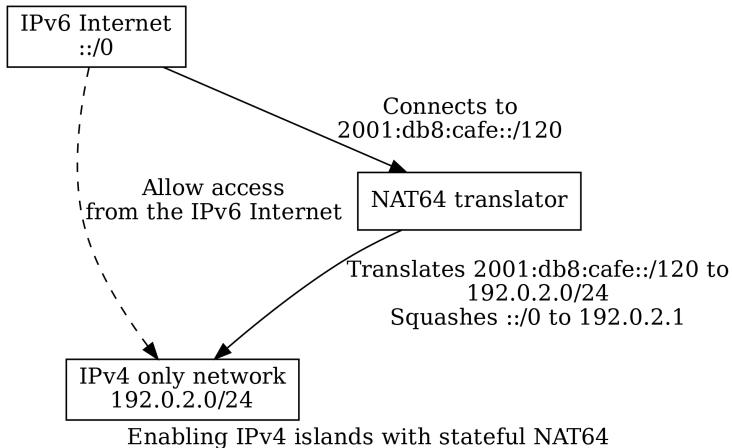 IPv6 Internet
::/0
Connects to
2001:db8:cafe::/120
Allow access
from the IPv6 Internet
NAT64 translator
Translates 2001:db8:cafe::/120 to
192.0.2.0/24
Squashes ::/0 to 192.0.2.1
IPv4 only network
192.0.2.0/24
Enabling IPv4 islands with stateful NAT64